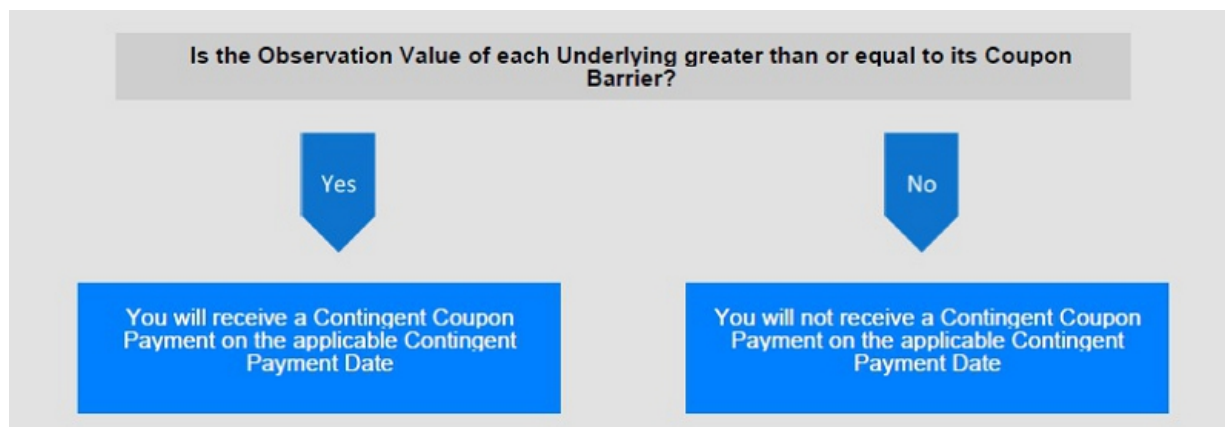 Is the Observation Value of each Underlying greater than or equal to its Coupon
Barrier?
Yes
No
You will receive a Contingent Coupon
Payment on the applicable Contingent
Payment Date
You will not receive a Contingent Coupon
Payment on the applicable Contingent
Payment Date